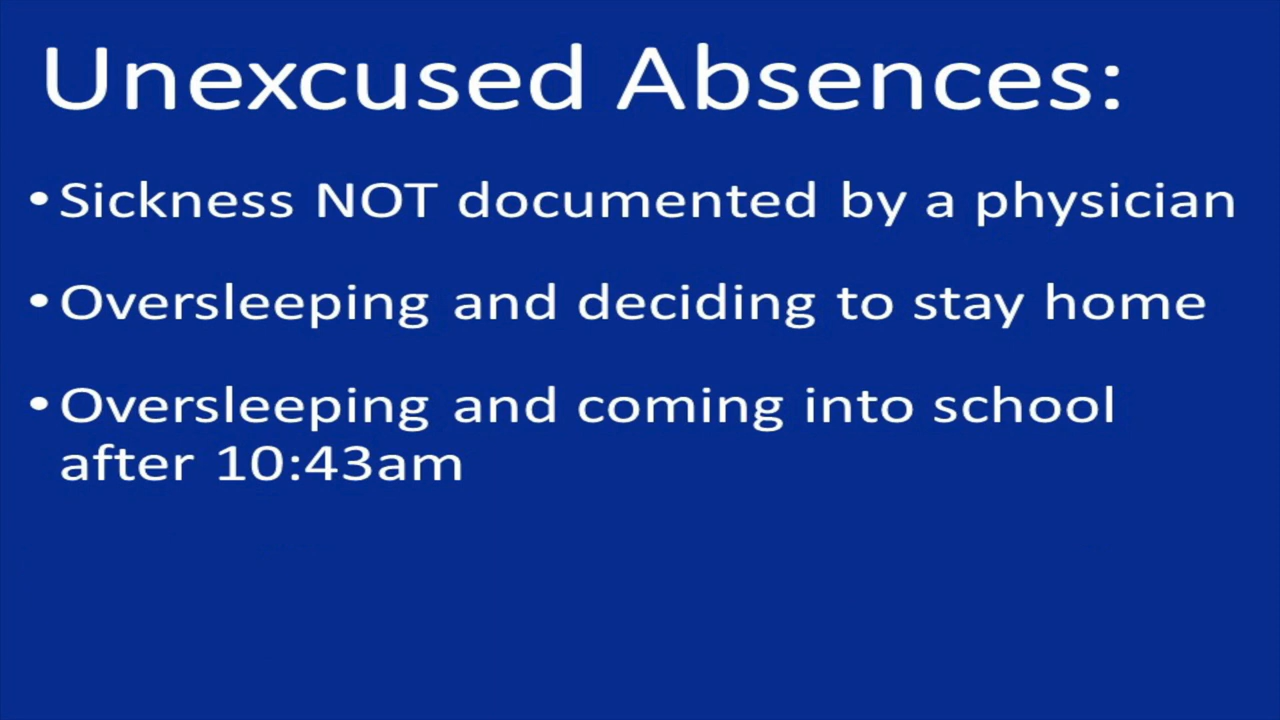 Unexcused Absences:
• Sickness NOT documented by a physician
• Oversleeping and deciding to stay home
• Oversleeping and coming into school
after 10:43am